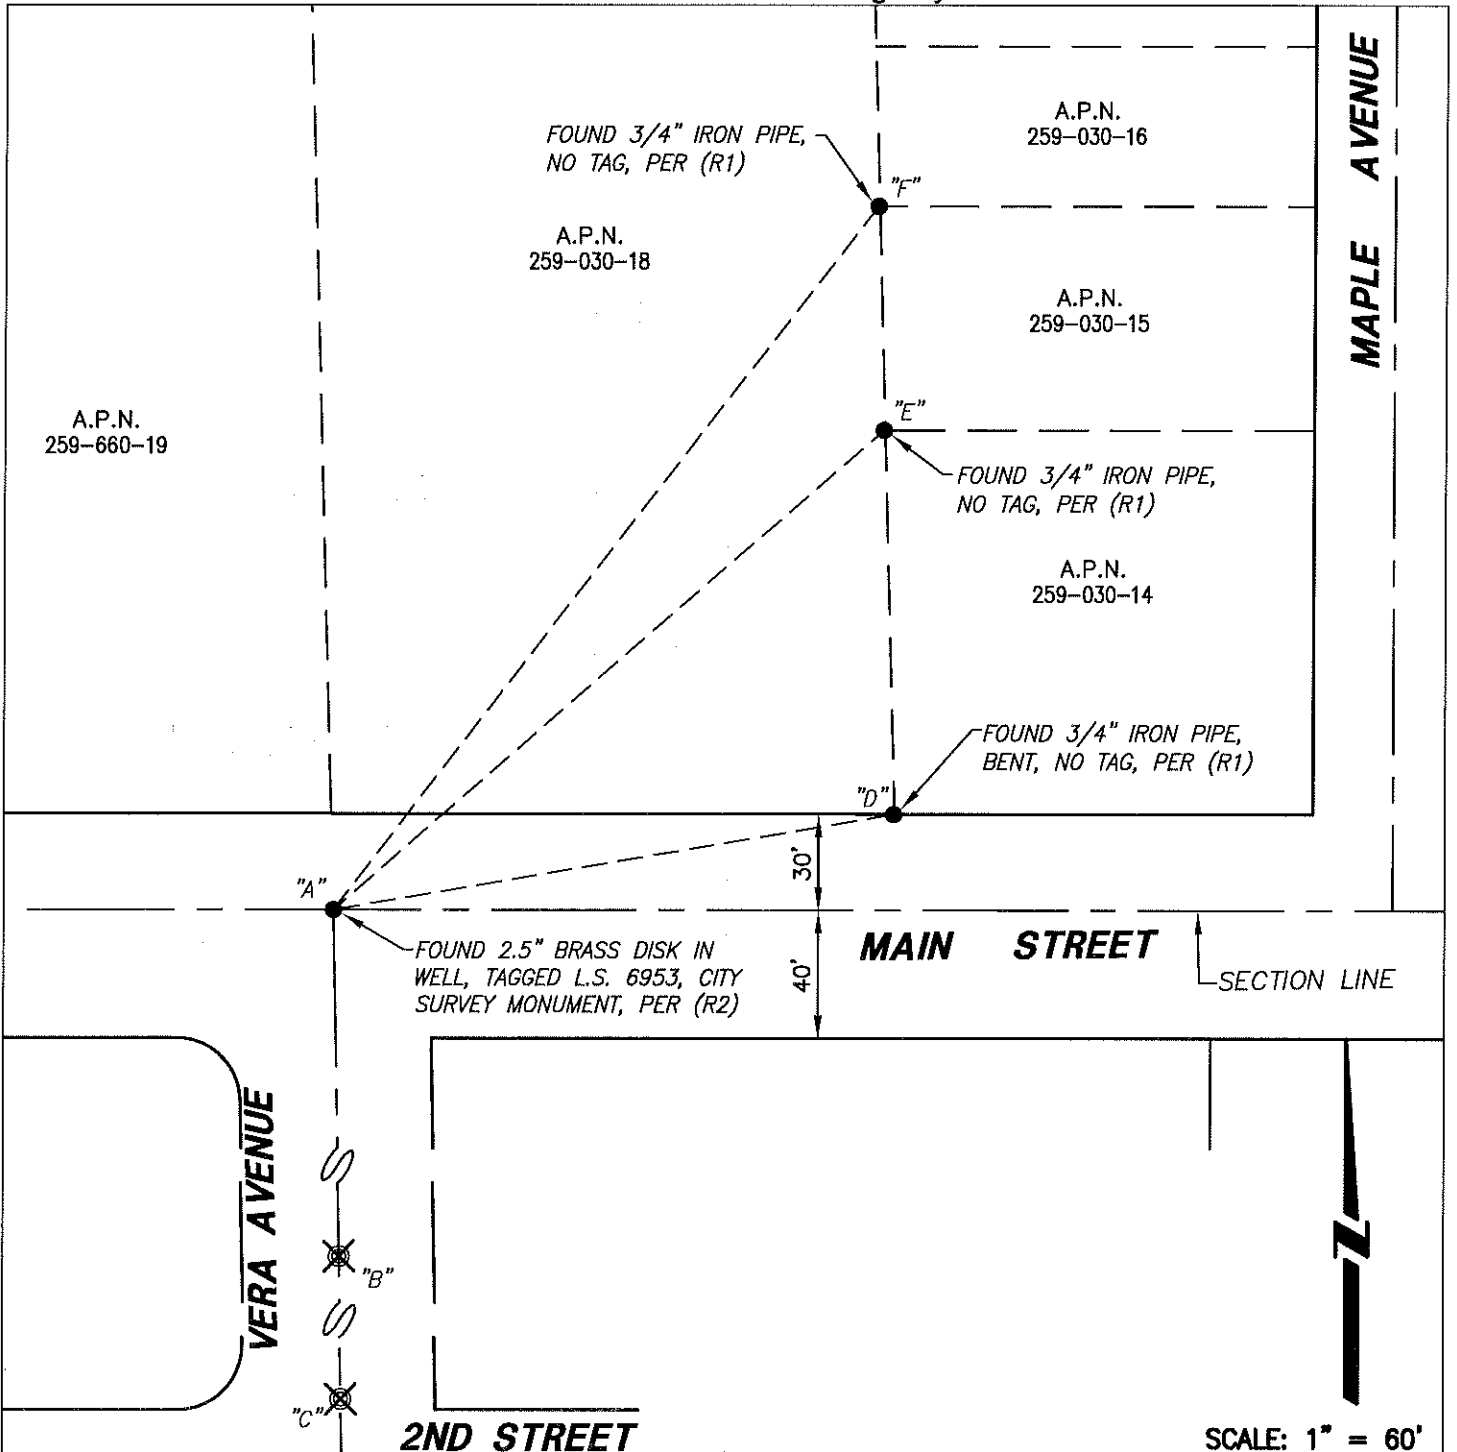 A.P.N.
259-030-16
MAPLE AVENUE
FOUND 3/4" IRON PIPE,
NO TAG, PER (R1)
"F"
A.P.N.
259-030-18
A.P.N.
259-030-15
A.P.N.
259-660-19
"E"
FOUND 3/4" IRON PIPE,
NO TAG, PER (R1)
A.P.N.
259-030-14
FOUND 3/4" IRON PIPE,
BENT, NO TAG, PER (R1)
"D"
30'
"A"
FOUND 2.5" BRASS DISK IN
WELL, TAGGED L.S. 6953, CITY
SURVEY MONUMENT, PER (R2)
40'
MAIN STREET
SECTION LINE
VERA AVENUE
S
"B"
S
"C"
2ND STREET
SCALE: 1" = 60'